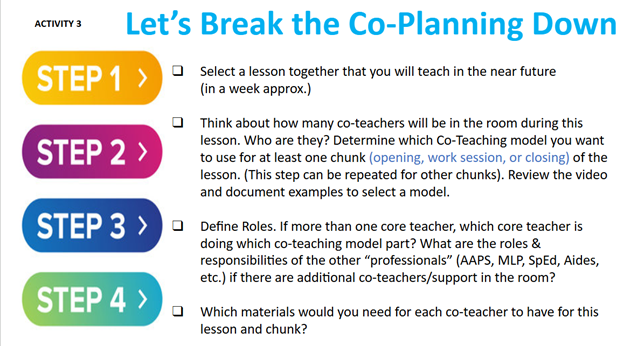 ACTIVITY 3
Let's Break the Co-Planning Down
STEP 1 >
❑ Select a lesson together that you will teach in the near future
(in a week approx.)
STEP 2 >
❑ Think about how many co-teachers will be in the room during this
lesson. Who are they? Determine which Co-Teaching model you want
to use for at least one chunk (opening, work session, or closing) of the
lesson. (This step can be repeated for other chunks). Review the video
and document examples to select a model.
STEP 3 >
❑ Define Roles. If more than one core teacher, which core teacher is
doing which co-teaching model part? What are the roles &
responsibilities of the other “professionals” (AAPS, MLP, SpEd, Aides,
etc.) if there are additional co-teachers/support in the room?
STEP 4 >
❑ Which materials would you need for each co-teacher to have for this
lesson and chunk?